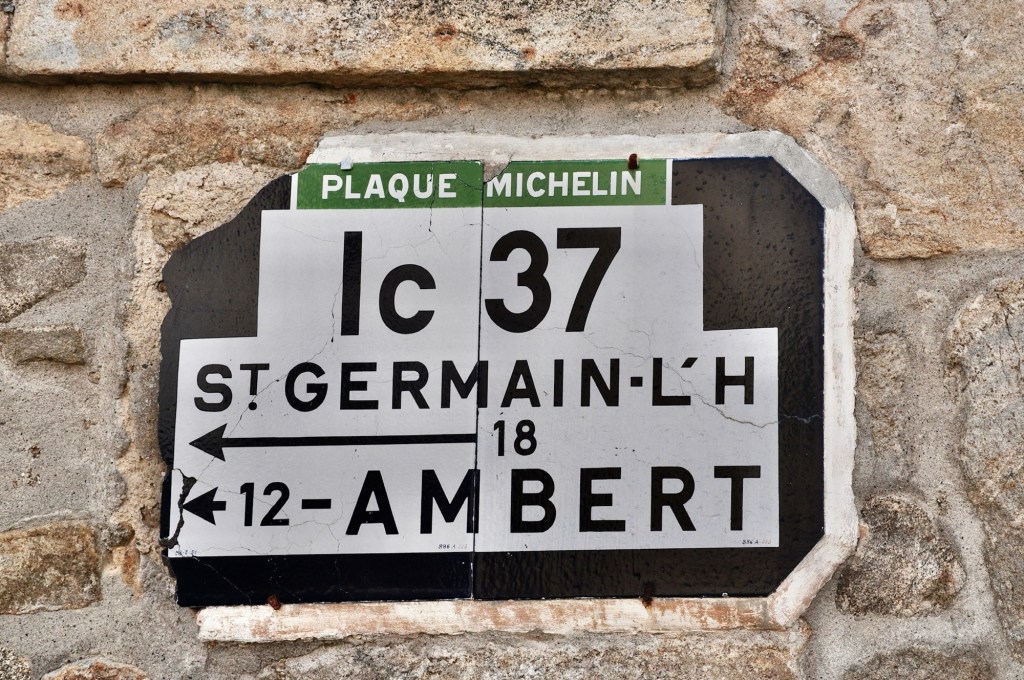 PLAQUE MICHELIN
Ic 37
ST. GERMAIN-L'H
18
12-AMBERT